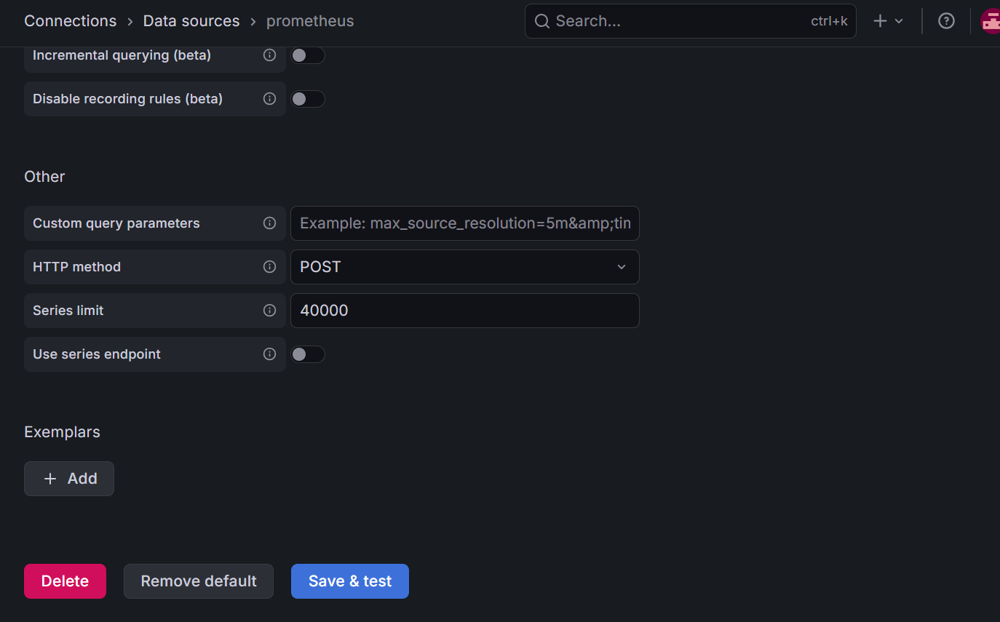 Connections › Data sources › prometheus Search... ctrl+k
Incremental querying (beta)
Disable recording rules (beta)
Other
Custom query parameters Example: max_source_resolution=5m&amp;tin
HTTP method POST
Series limit 40000
Use series endpoint
Exemplars
+ Add
Delete Remove default Save & test